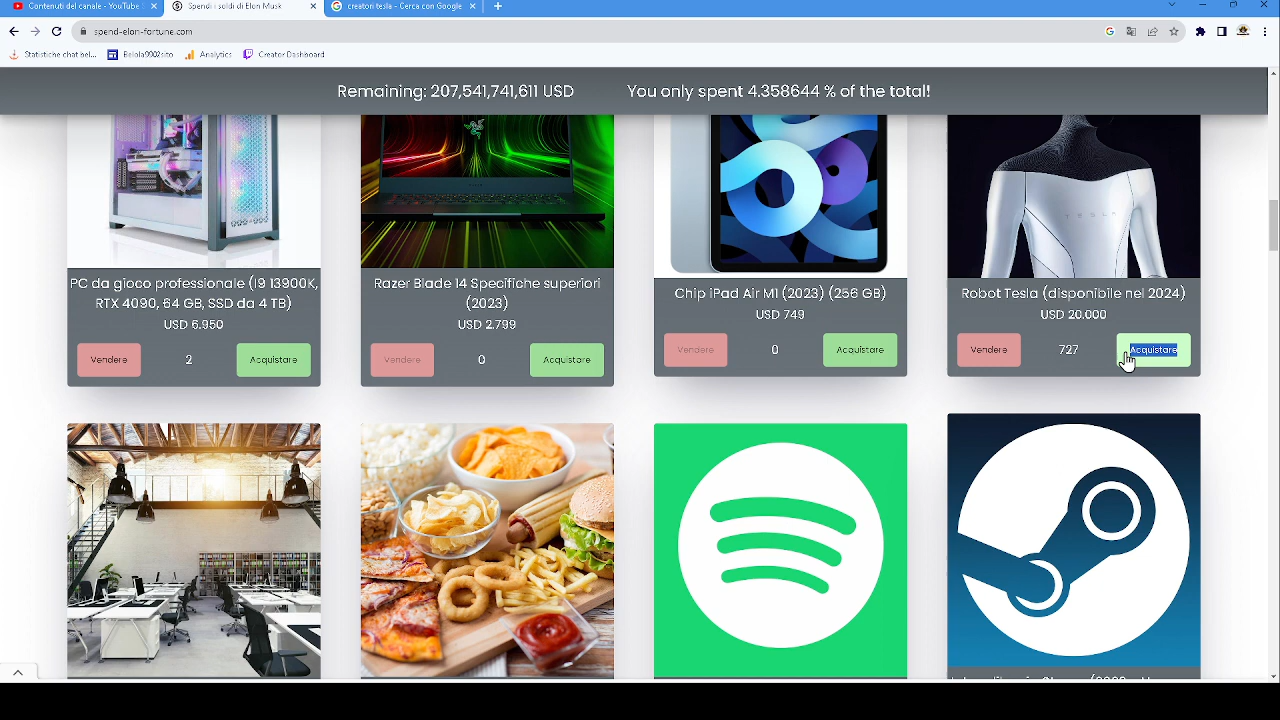 Contenuti del canale - YouTube
Spendi i soldi di Elon Musk
creatori tesla - Cerca con Google
spend-elon-fortune.com
Statistiche chat bel...
Belola9902sito
Analytics
Creator Dashboard
Remaining: 207,541,741,611 USD
You only spent 4.358644 % of the total!
TESLA
PC da gioco professionale (I9 13900K,
RTX 4090, 64 GB, SSD da 4 TB)
USD 6.950
Vendere
2
Acquistare
Razer Blade 14 Specifiche superiori
(2023)
USD 2.799
Vendere
0
Acquistare
Chip iPad Air M1 (2023) (256 GB)
USD 749
Vendere
0
Acquistare
Robot Tesla (disponibile nel 2024)
USD 20.000
Vendere
727
Acquistare